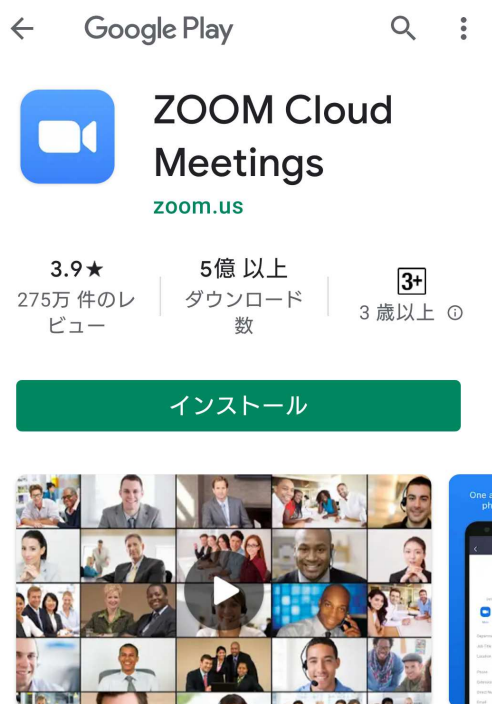 Google Play
ZOOM Cloud
Meetings
zoom.us
3.9★
275万 件のレ
ビュー
5億 以上
ダウンロード
数
3+
3 歳以上
インストール
One a
ph